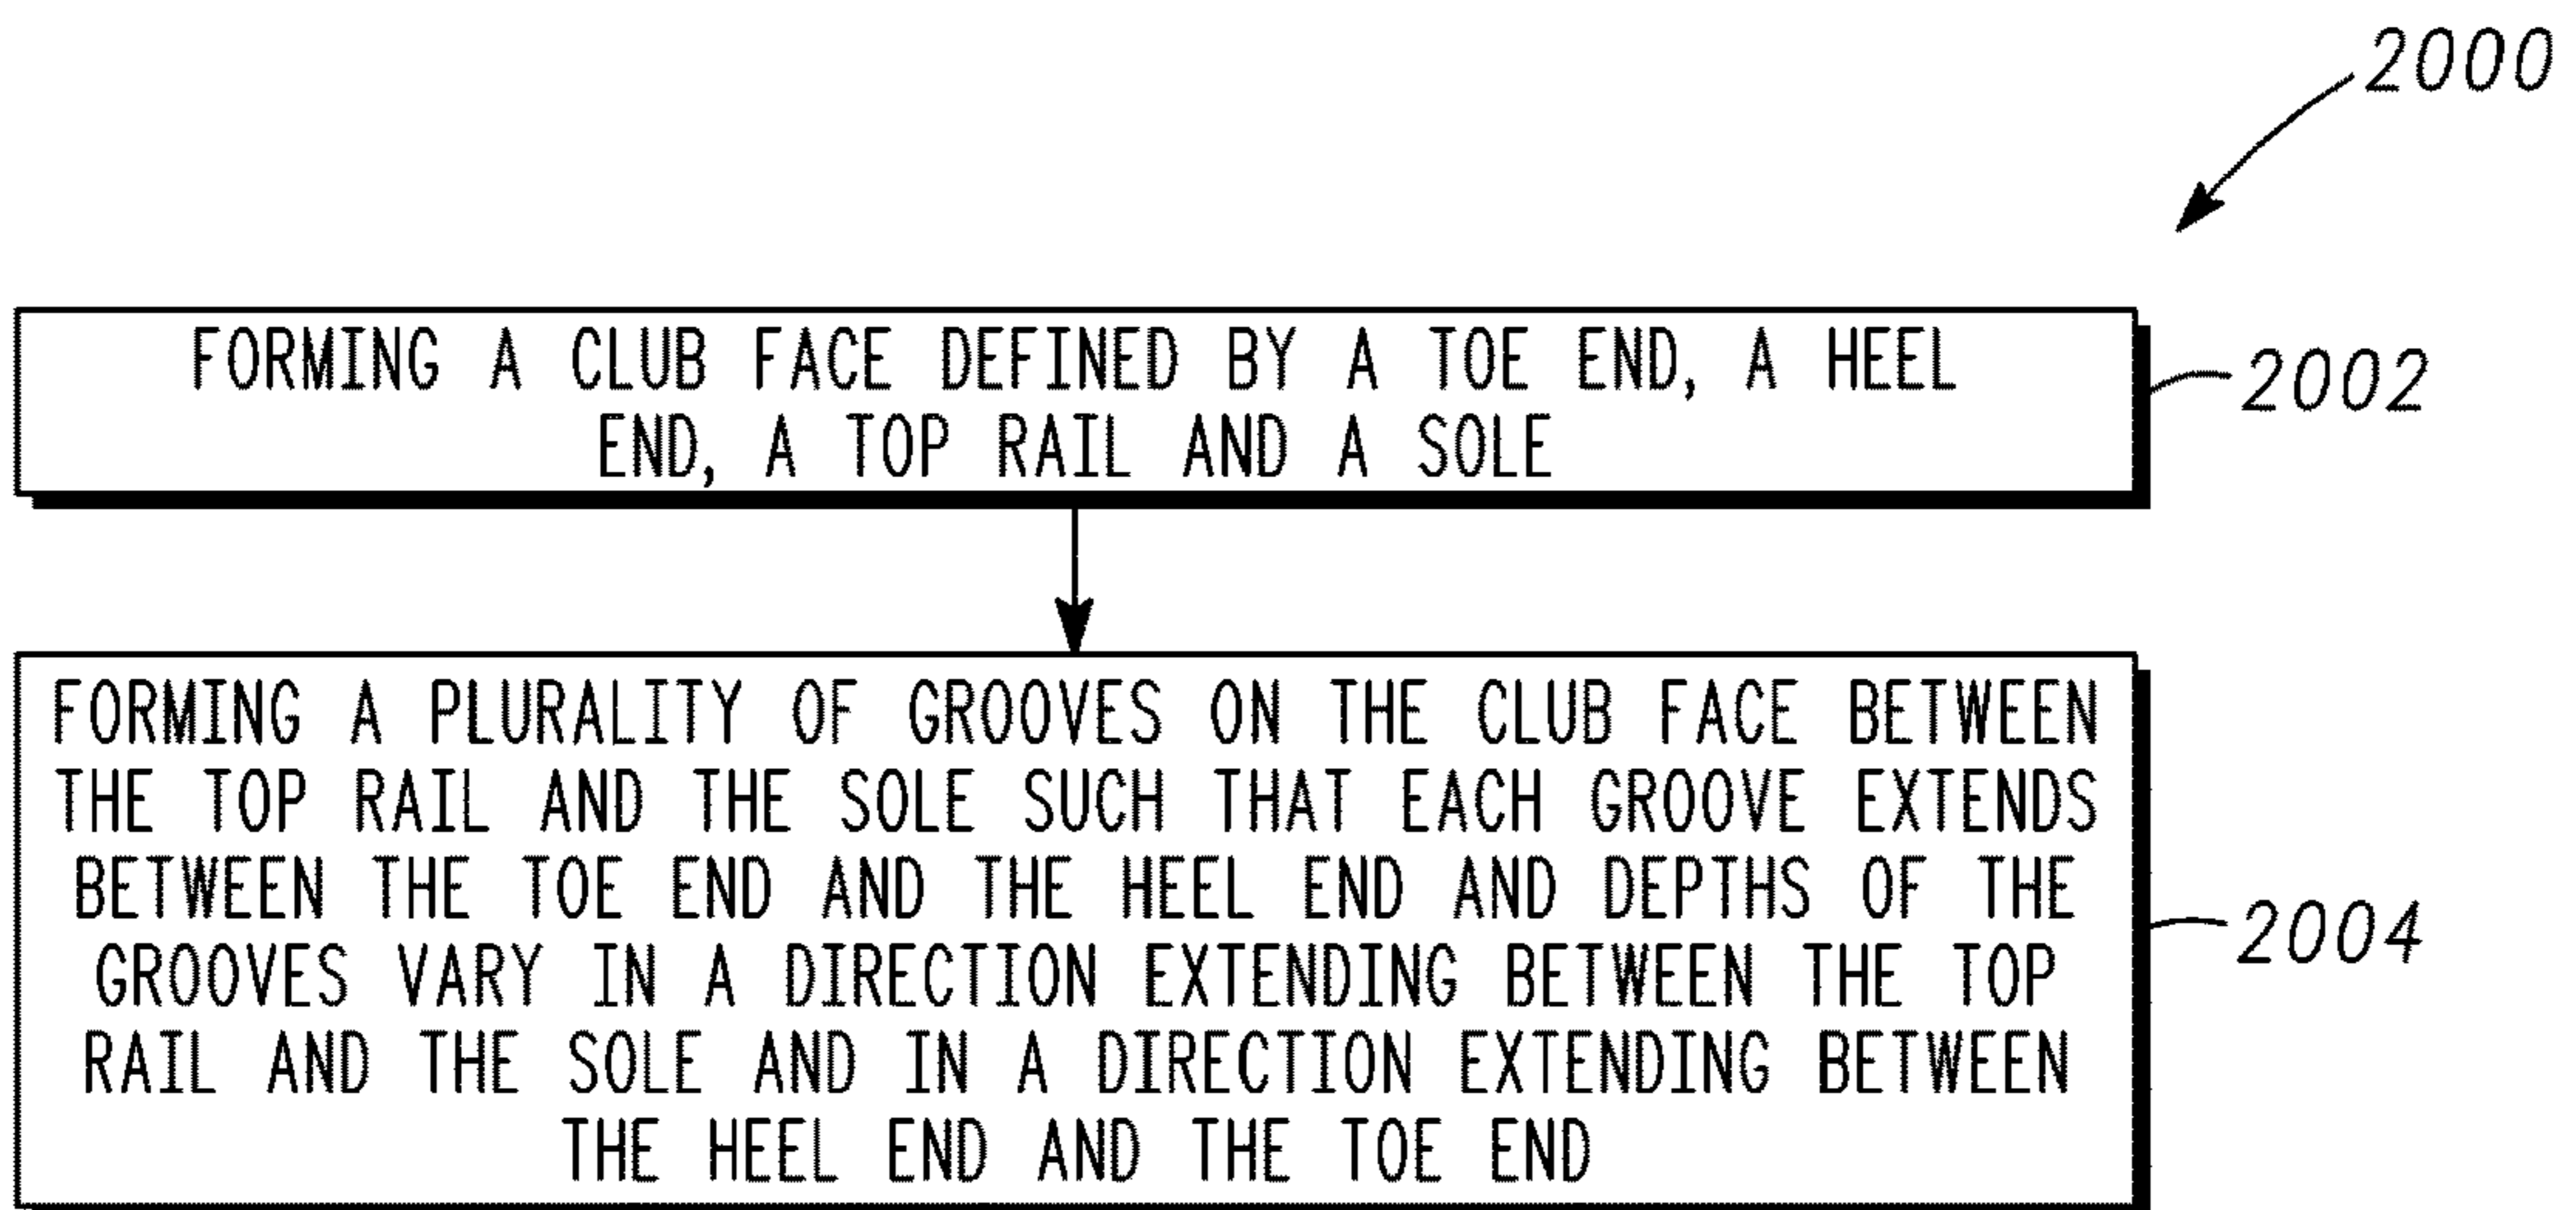 2000
FORMING A CLUB FACE DEFINED BY A TOE END, A HEEL
END, A TOP RAIL AND A SOLE
2002
FORMING A PLURALITY OF GROOVES ON THE CLUB FACE BETWEEN
THE TOP RAIL AND THE SOLE SUCH THAT EACH GROOVE EXTENDS
BETWEEN THE TOE END AND THE HEEL END AND DEPTHS OF THE
GROOVES VARY IN A DIRECTION EXTENDING BETWEEN THE TOP
RAIL AND THE SOLE AND IN A DIRECTION EXTENDING BETWEEN
THE HEEL END AND THE TOE END
2004